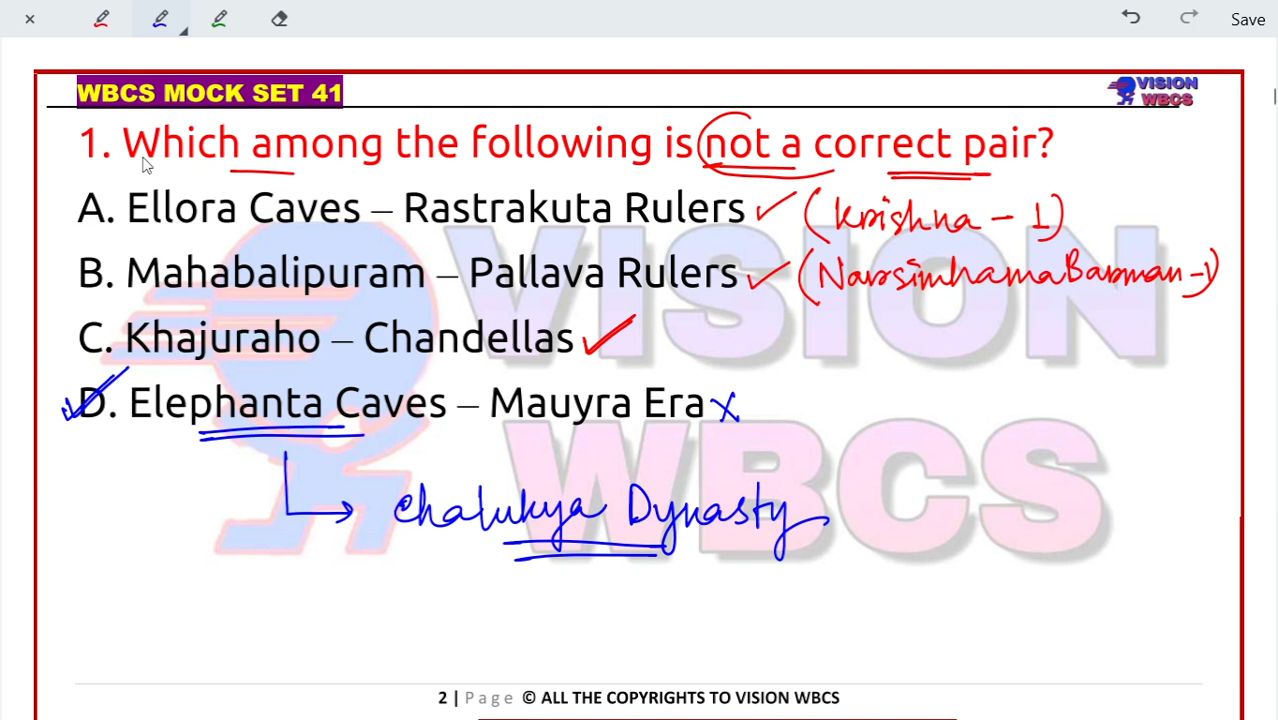 Save
WBCS MOCK SET 41
VISION
WBCS
1. Which among the following is not a correct pair?
A. Ellora Caves – Rastrakuta Rulers (Krishna - 1)
B. Mahabalipuram – Pallava Rulers (NarsimhamaBarman - 1)
C. Khajuraho – Chandellas
D. Elephanta Caves – Mauyra Era
Chalukya Dynasty
VISION
WBCS
2 | Page © ALL THE COPYRIGHTS TO VISION WBCS